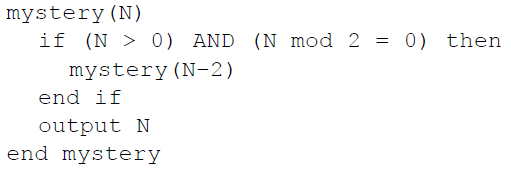 mystery(N)
if (N > 0) AND (N mod 2 = 0) then
mystery(N-2)
end if
output N
end mystery